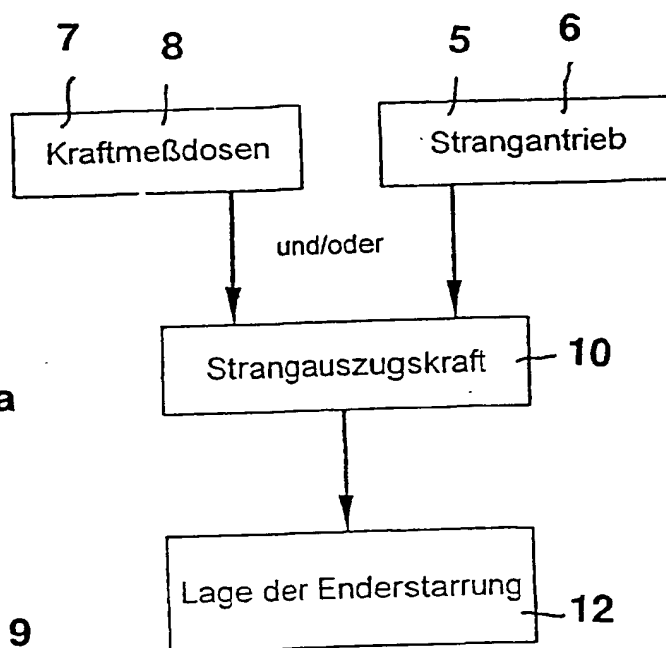 7 8 5 6
Kraftmeßdosen Strangantrieb
und/oder
Strangauszugskraft 10
a
Lage der Enderstarrung 12
9